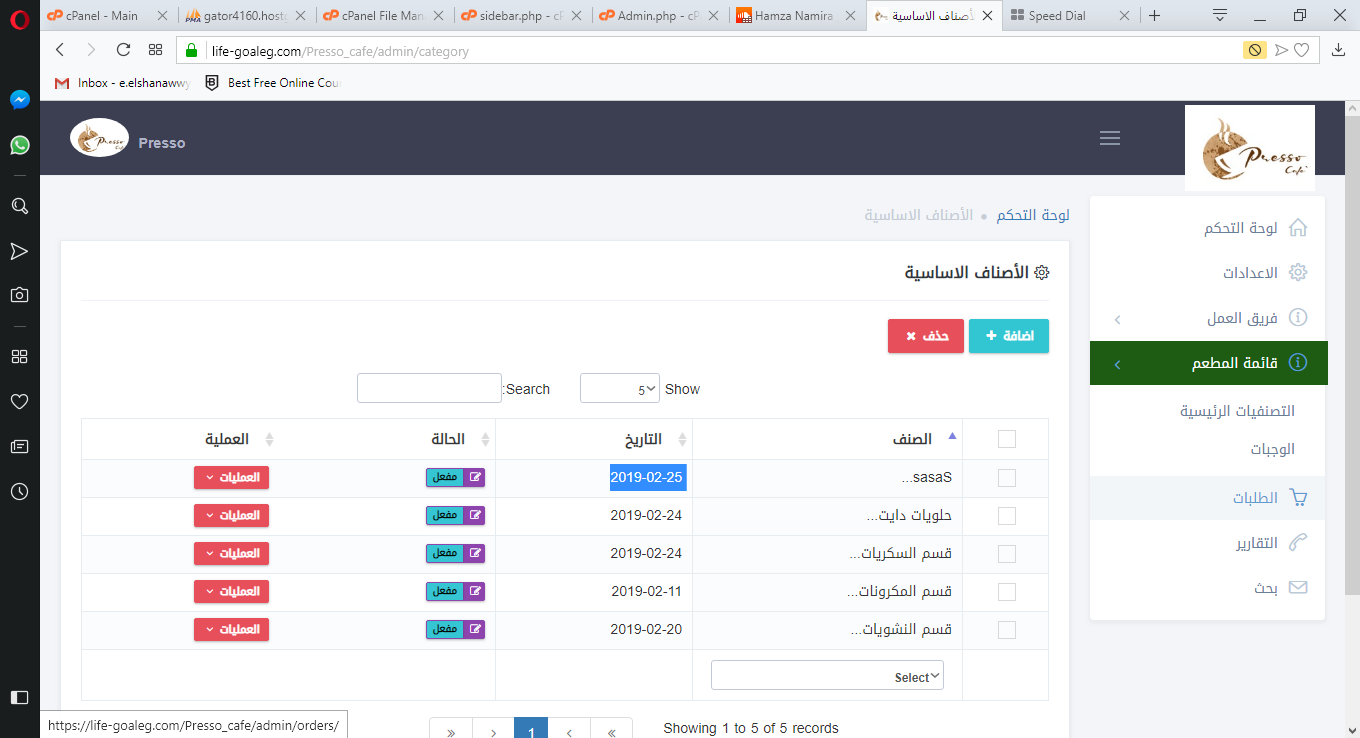 cPanel - Main
gator4160.hostg
cPanel File Man
sidebar.php - cP
Admin.php - cP
Hamza Namira
الأصناف الاساسية
Speed Dial
life-goaleg.com/Presso_cafe/admin/category
Inbox - e.elshanawwy
Best Free Online Cou
Presso
Presso
Cafe
لوحة التحكم • الأصناف الاساسية
لوحة التحكم
الاعدادات
فريق العمل
قائمة المطعم
التصنفيات الرئيسية
الوجبات
الطلبات
التقارير
بحث
الأصناف الاساسية
اضافة +
حذف ×
Show 5
Search:
الصنف التاريخ الحالة العملية
Sasas... 2019-02-25 مفعل العمليات
حلويات دايت... 2019-02-24 مفعل العمليات
قسم السكريات... 2019-02-24 مفعل العمليات
قسم المكرونات... 2019-02-11 مفعل العمليات
قسم النشويات... 2019-02-20 مفعل العمليات
Select
» › 1 ‹ «
Showing 1 to 5 of 5 records
https://life-goaleg.com/Presso_cafe/admin/orders/